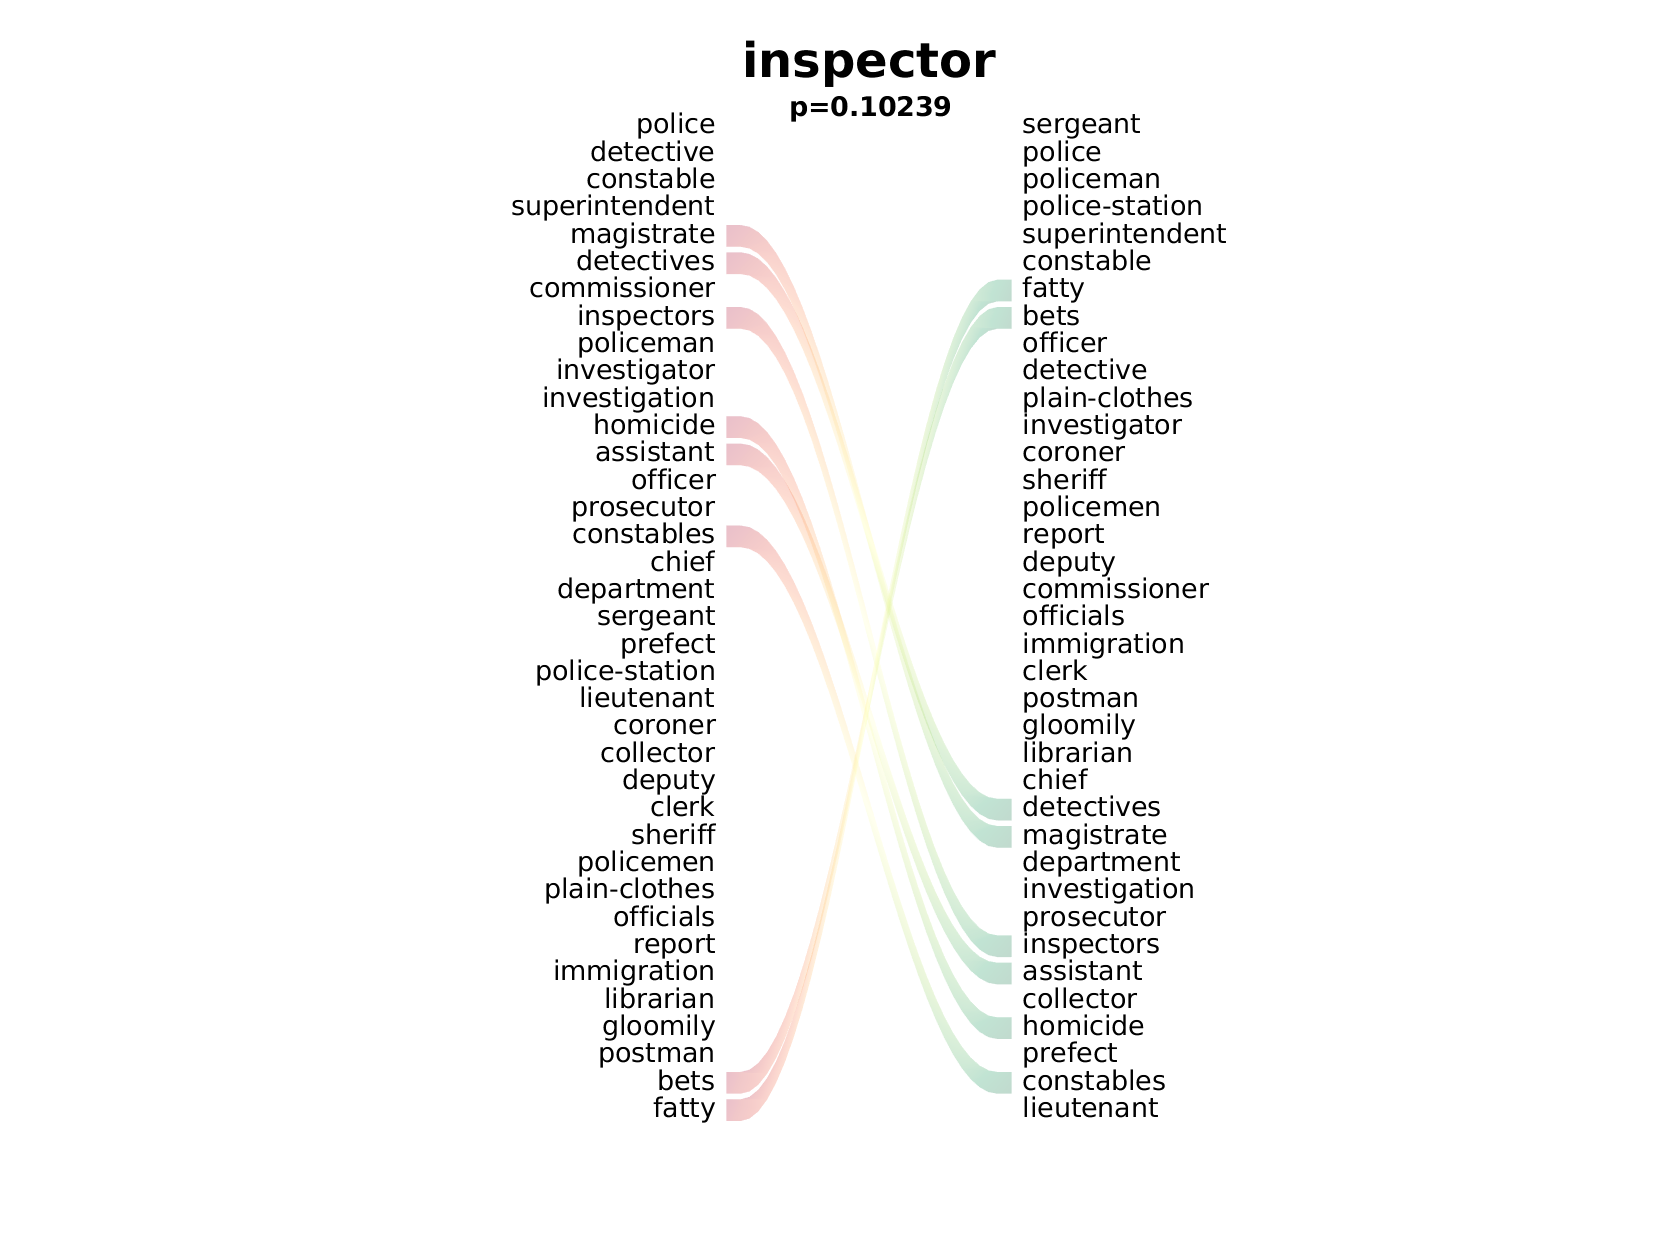 inspector
p=0.10239
police
detective
constable
superintendent
magistrate
detectives
commissioner
inspectors
policeman
investigator
investigation
homicide
assistant
officer
prosecutor
constables
chief
department
sergeant
prefect
police-station
lieutenant
coroner
collector
deputy
clerk
sheriff
policemen
plain-clothes
officials
report
immigration
librarian
gloomily
postman
bets
fatty
sergeant
police
policeman
police-station
superintendent
constable
fatty
bets
officer
detective
plain-clothes
investigator
coroner
sheriff
policemen
report
deputy
commissioner
officials
immigration
clerk
postman
gloomily
librarian
chief
detectives
magistrate
department
investigation
prosecutor
inspectors
assistant
collector
homicide
prefect
constables
lieutenant